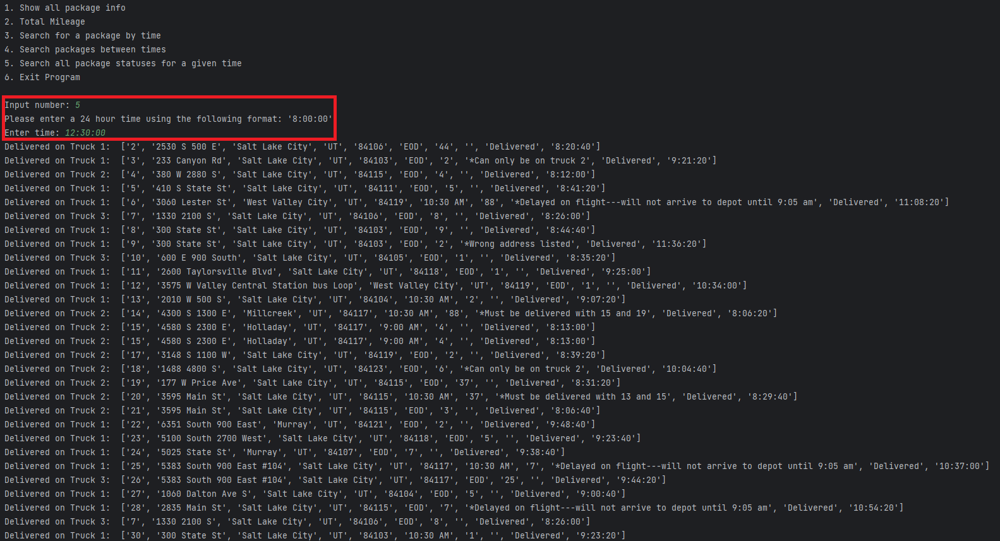 1. Show all package info
2. Total Mileage
3. Search for a package by time
4. Search packages between times
5. Search all package statuses for a given time
6. Exit Program
Input number: 5
Please enter a 24 hour time using the following format: '8:00:00'
Enter time: 12:30:00
Delivered on Truck 1:  ['2', '2530 S 500 E', 'Salt Lake City', 'UT', '84106', 'EOD', '44', '', 'Delivered', '8:20:40']
Delivered on Truck 1:  ['3', '233 Canyon Rd', 'Salt Lake City', 'UT', '84103', 'EOD', '2', '*Can only be on truck 2', 'Delivered', '9:21:20']
Delivered on Truck 2:  ['4', '380 W 2880 S', 'Salt Lake City', 'UT', '84115', 'EOD', '4', '', 'Delivered', '8:12:00']
Delivered on Truck 1:  ['5', '410 S State St', 'Salt Lake City', 'UT', '84111', 'EOD', '5', '', 'Delivered', '8:41:20']
Delivered on Truck 1:  ['6', '3060 Lester St', 'West Valley City', 'UT', '84119', '10:30 AM', '88', '*Delayed on flight---will not arrive to depot until 9:05 am', 'Delivered', '11:08:20']
Delivered on Truck 3:  ['7', '1330 2100 S', 'Salt Lake City', 'UT', '84106', 'EOD', '8', '', 'Delivered', '8:26:00']
Delivered on Truck 1:  ['8', '300 State St', 'Salt Lake City', 'UT', '84103', 'EOD', '9', '', 'Delivered', '8:44:40']
Delivered on Truck 1:  ['9', '300 State St', 'Salt Lake City', 'UT', '84103', 'EOD', '2', '*Wrong address listed', 'Delivered', '11:36:20']
Delivered on Truck 3:  ['10', '600 E 900 South', 'Salt Lake City', 'UT', '84105', 'EOD', '1', '', 'Delivered', '8:35:20']
Delivered on Truck 1:  ['11', '2600 Taylorsville Blvd', 'Salt Lake City', 'UT', '84118', 'EOD', '1', '', 'Delivered', '9:25:00']
Delivered on Truck 1:  ['12', '3575 W Valley Central Station bus Loop', 'West Valley City', 'UT', '84119', 'EOD', '1', '', 'Delivered', '10:34:00']
Delivered on Truck 1:  ['13', '2010 W 500 S', 'Salt Lake City', 'UT', '84104', '10:30 AM', '2', '', 'Delivered', '9:07:20']
Delivered on Truck 2:  ['14', '4300 S 1300 E', 'Millcreek', 'UT', '84117', '10:30 AM', '88', '*Must be delivered with 15 and 19', 'Delivered', '8:06:20']
Delivered on Truck 2:  ['15', '4580 S 2300 E', 'Holladay', 'UT', '84117', '9:00 AM', '4', '', 'Delivered', '8:13:00']
Delivered on Truck 2:  ['15', '4580 S 2300 E', 'Holladay', 'UT', '84117', '9:00 AM', '4', '', 'Delivered', '8:13:00']
Delivered on Truck 2:  ['17', '3148 S 1100 W', 'Salt Lake City', 'UT', '84119', 'EOD', '2', '', 'Delivered', '8:39:20']
Delivered on Truck 2:  ['18', '1488 4800 S', 'Salt Lake City', 'UT', '84123', 'EOD', '6', '*Can only be on truck 2', 'Delivered', '10:04:40']
Delivered on Truck 2:  ['19', '177 W Price Ave', 'Salt Lake City', 'UT', '84115', 'EOD', '37', '', 'Delivered', '8:31:20']
Delivered on Truck 2:  ['20', '3595 Main St', 'Salt Lake City', 'UT', '84115', '10:30 AM', '37', '*Must be delivered with 13 and 15', 'Delivered', '8:29:40']
Delivered on Truck 2:  ['21', '3595 Main St', 'Salt Lake City', 'UT', '84115', 'EOD', '3', '', 'Delivered', '8:06:40']
Delivered on Truck 1:  ['22', '6351 South 900 East', 'Murray', 'UT', '84121', 'EOD', '2', '', 'Delivered', '9:48:40']
Delivered on Truck 1:  ['23', '5100 South 2700 West', 'Salt Lake City', 'UT', '84118', 'EOD', '5', '', 'Delivered', '9:23:40']
Delivered on Truck 1:  ['24', '5025 State St', 'Murray', 'UT', '84107', 'EOD', '7', '', 'Delivered', '9:38:40']
Delivered on Truck 1:  ['25', '5383 South 900 East #104', 'Salt Lake City', 'UT', '84117', '10:30 AM', '7', '*Delayed on flight---will not arrive to depot until 9:05 am', 'Delivered', '10:37:00']
Delivered on Truck 3:  ['26', '5383 South 900 East #104', 'Salt Lake City', 'UT', '84117', 'EOD', '25', '', 'Delivered', '9:44:20']
Delivered on Truck 1:  ['27', '1060 Dalton Ave S', 'Salt Lake City', 'UT', '84104', 'EOD', '5', '', 'Delivered', '9:00:40']
Delivered on Truck 1:  ['28', '2835 Main St', 'Salt Lake City', 'UT', '84115', 'EOD', '7', '*Delayed on flight---will not arrive to depot until 9:05 am', 'Delivered', '10:54:20']
Delivered on Truck 3:  ['7', '1330 2100 S', 'Salt Lake City', 'UT', '84106', 'EOD', '8', '', 'Delivered', '8:26:00']
Delivered on Truck 1:  ['30', '300 State St', 'Salt Lake City', 'UT', '84103', '10:30 AM', '1', '', 'Delivered', '9:23:20']